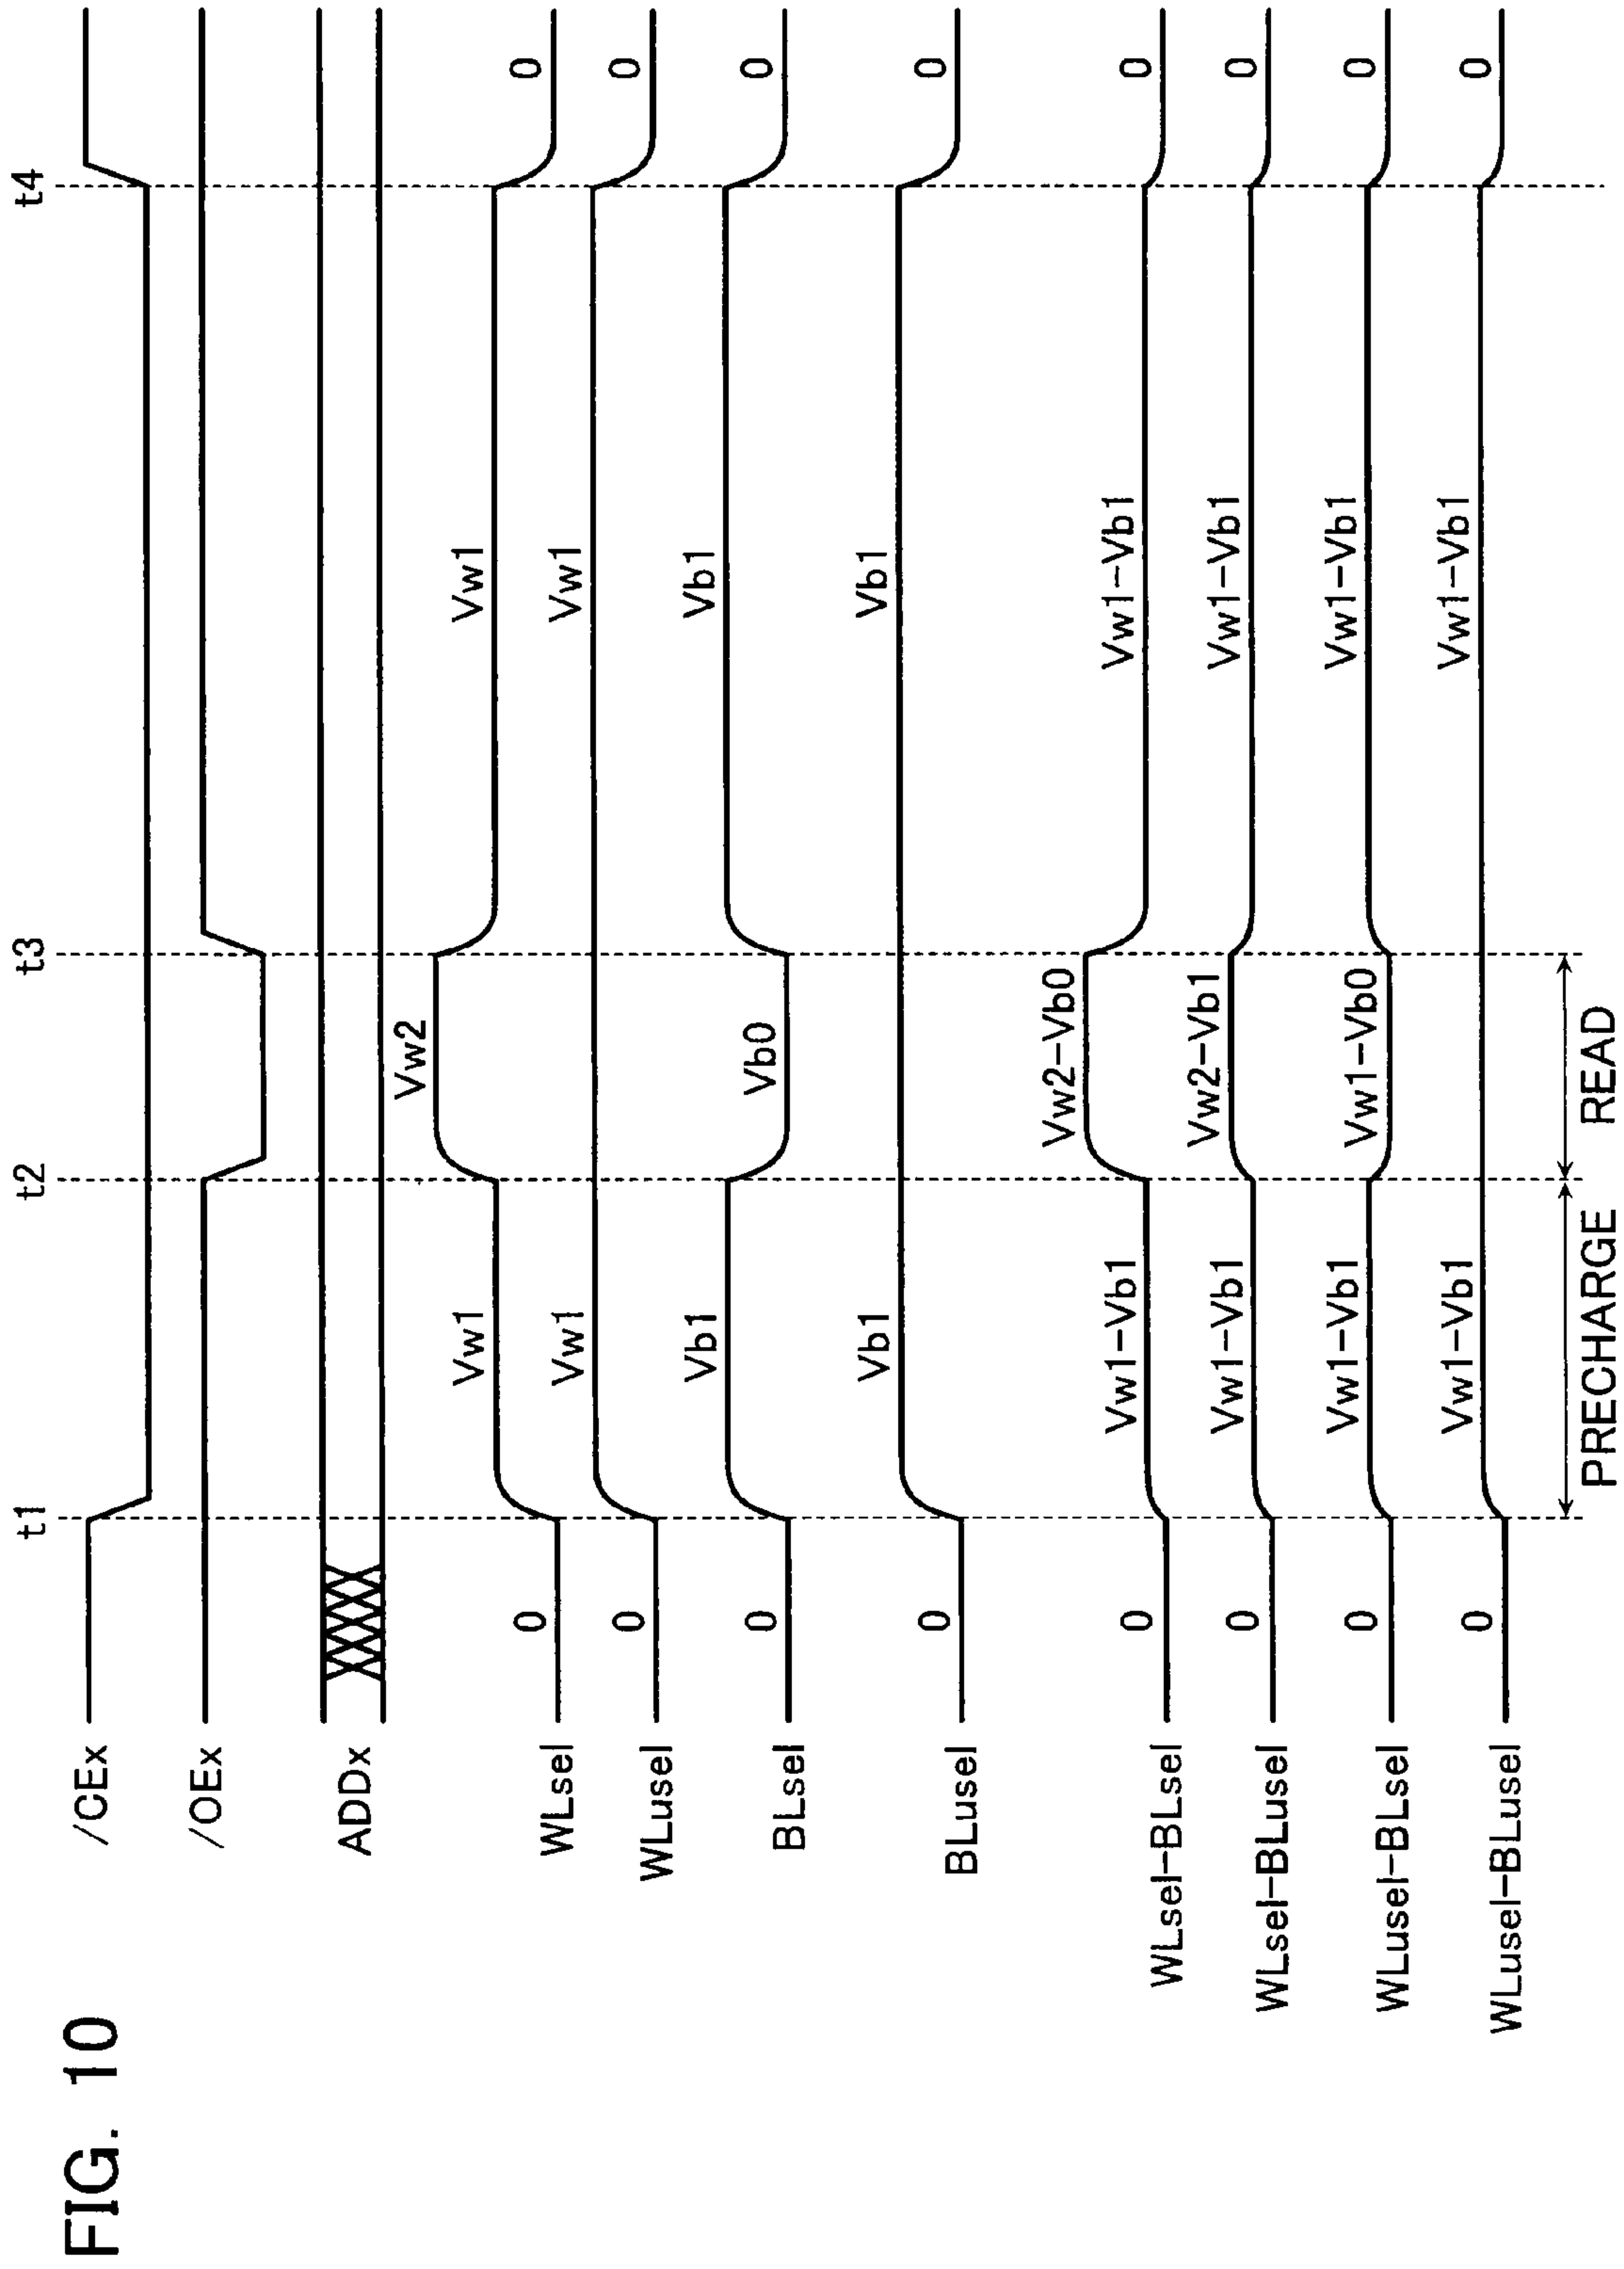 FIG. 10
t1 t2 t3 t4
/CEx
/OEx
ADDx
Vw2
WLsel 0 Vw1 Vw1 0
WLusel 0 Vw1 Vw1 0
BLsel 0 Vb1 Vb0 Vb1 0
BLusel 0 Vb1 Vb1 0
WLsel-BLsel 0 Vw1-Vb1 Vw2-Vb0 Vw1-Vb1 0
WLsel-BLusel 0 Vw1-Vb1 Vw2-Vb1 Vw1-Vb1 0
WLusel-BLsel 0 Vw1-Vb1 Vw1-Vb0 Vw1-Vb1 0
WLusel-BLusel 0 Vw1-Vb1 Vw1-Vb1 0
PRECHARGE READ